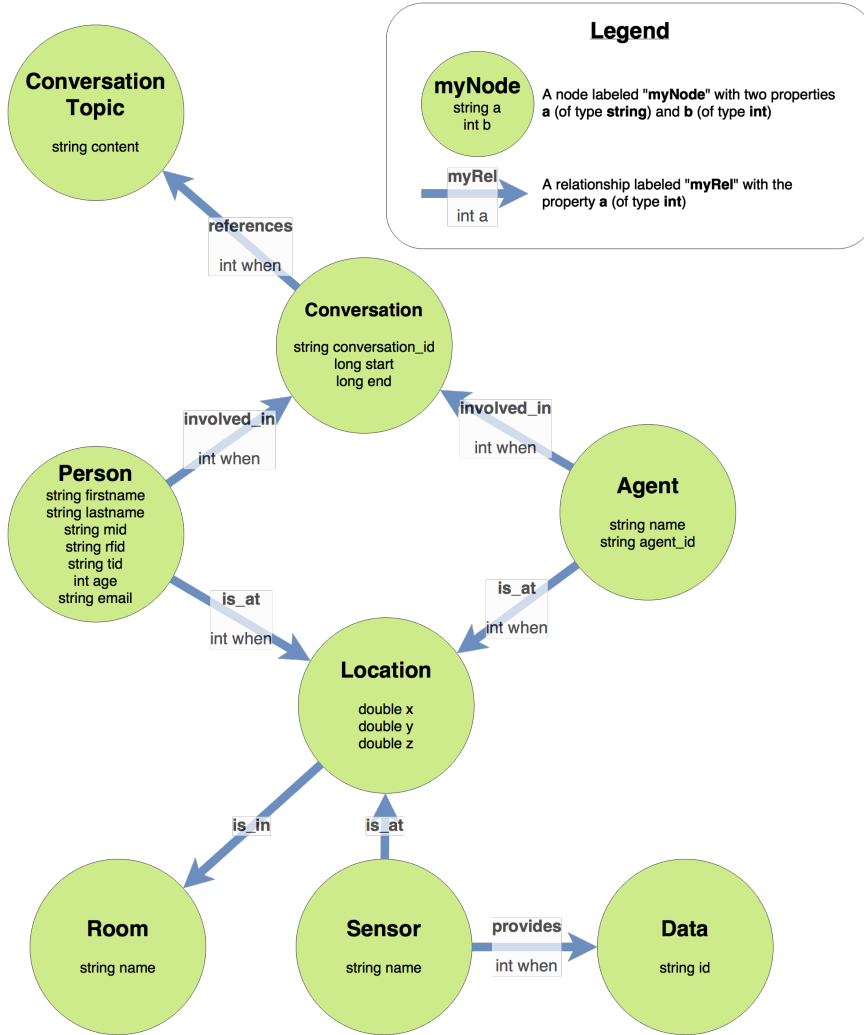 Legend
myNode
string a
int b
A node labeled "myNode" with two properties
a (of type string) and b (of type int)
myRel
int a
A relationship labeled "myRel" with the
property a (of type int)
Conversation
Topic
string content
references
int when
Conversation
string conversation_id
long start
long end
involved_in
int when
involved_in
int when
Person
string firstname
string lastname
string mid
string rfid
string tid
int age
string email
Agent
string name
string agent_id
is_at
int when
is_at
int when
Location
double x
double y
double z
is_in
is_at
Room
string name
Sensor
string name
provides
int when
Data
string id